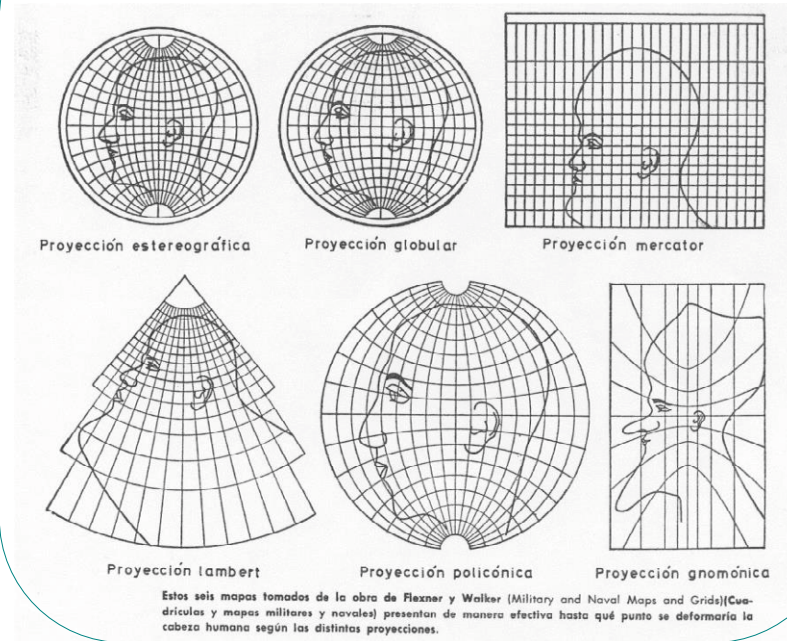 Proyección estereográfica
Proyección globular
Proyección mercator
Proyección lambert
Proyección policónica
Proyección gnomónica
Estos seis mapas tomados de la obra de Flexner y Walker (Military and Naval Maps and Grids)(Cua-
drículas y mapas militares y navales) presentan de manera efectiva hasta qué punto se deformaría la
cabeza humana según las distintas proyecciones.